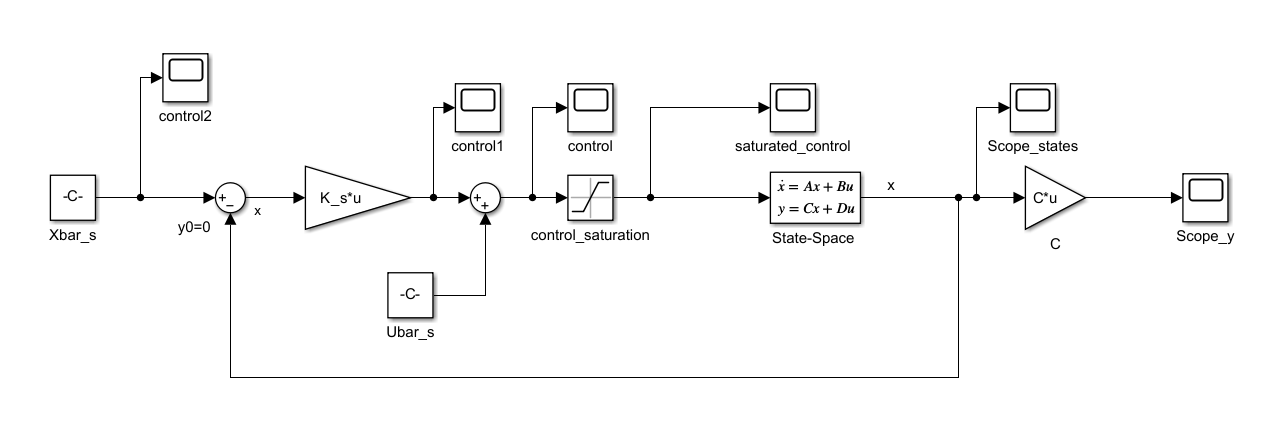 control2
control1
control
saturated_control
Scope_states
-C-
+
−
K_s*u
+
+
ẋ = Ax + Bu
y = Cx + Du
x
C*u
Xbar_s
y0=0
x
control_saturation
State-Space
C
Scope_y
-C-
Ubar_s